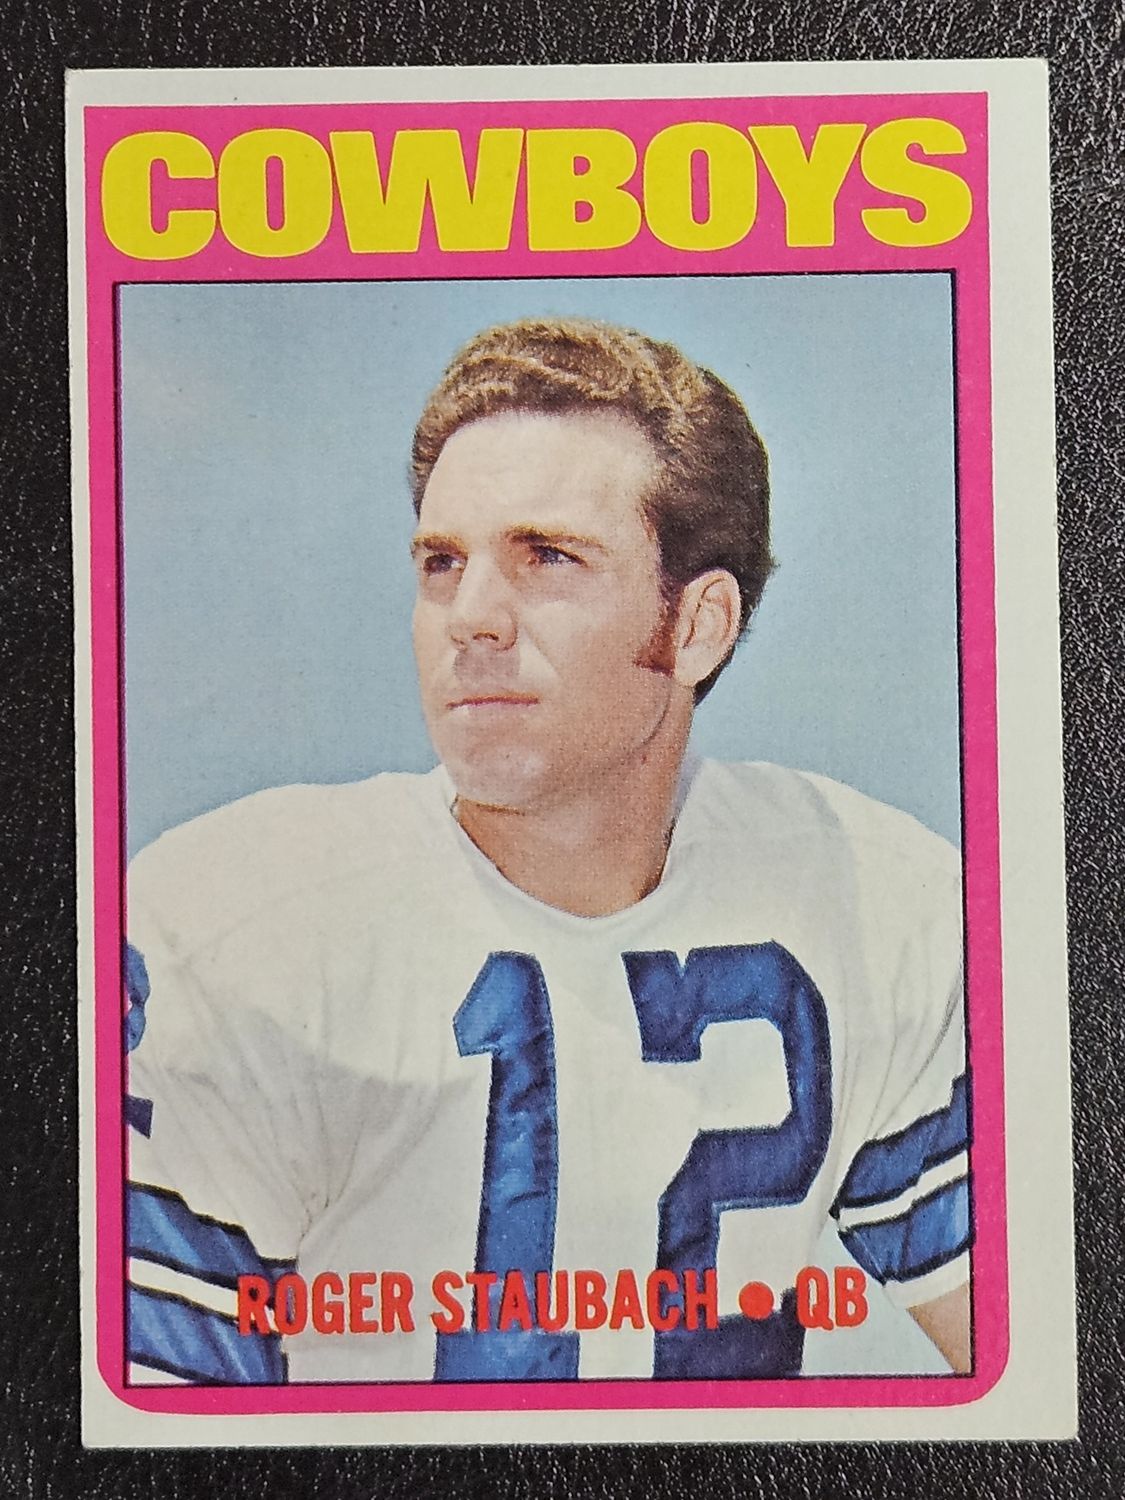 COWBOYS
12
ROGER STAUBACH • QB